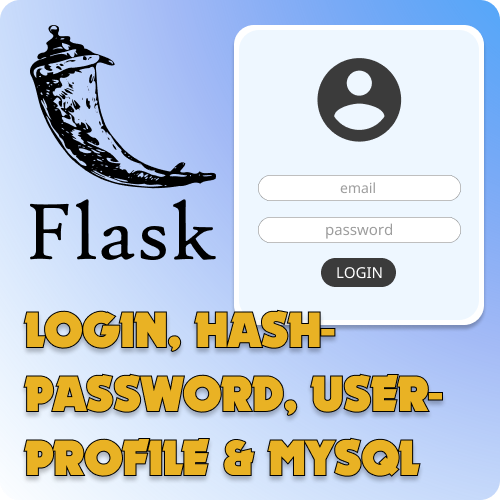 Flask
email
password
LOGIN
LOGIN, HASH-
PASSWORD, USER-
PROFILE & MYSQL